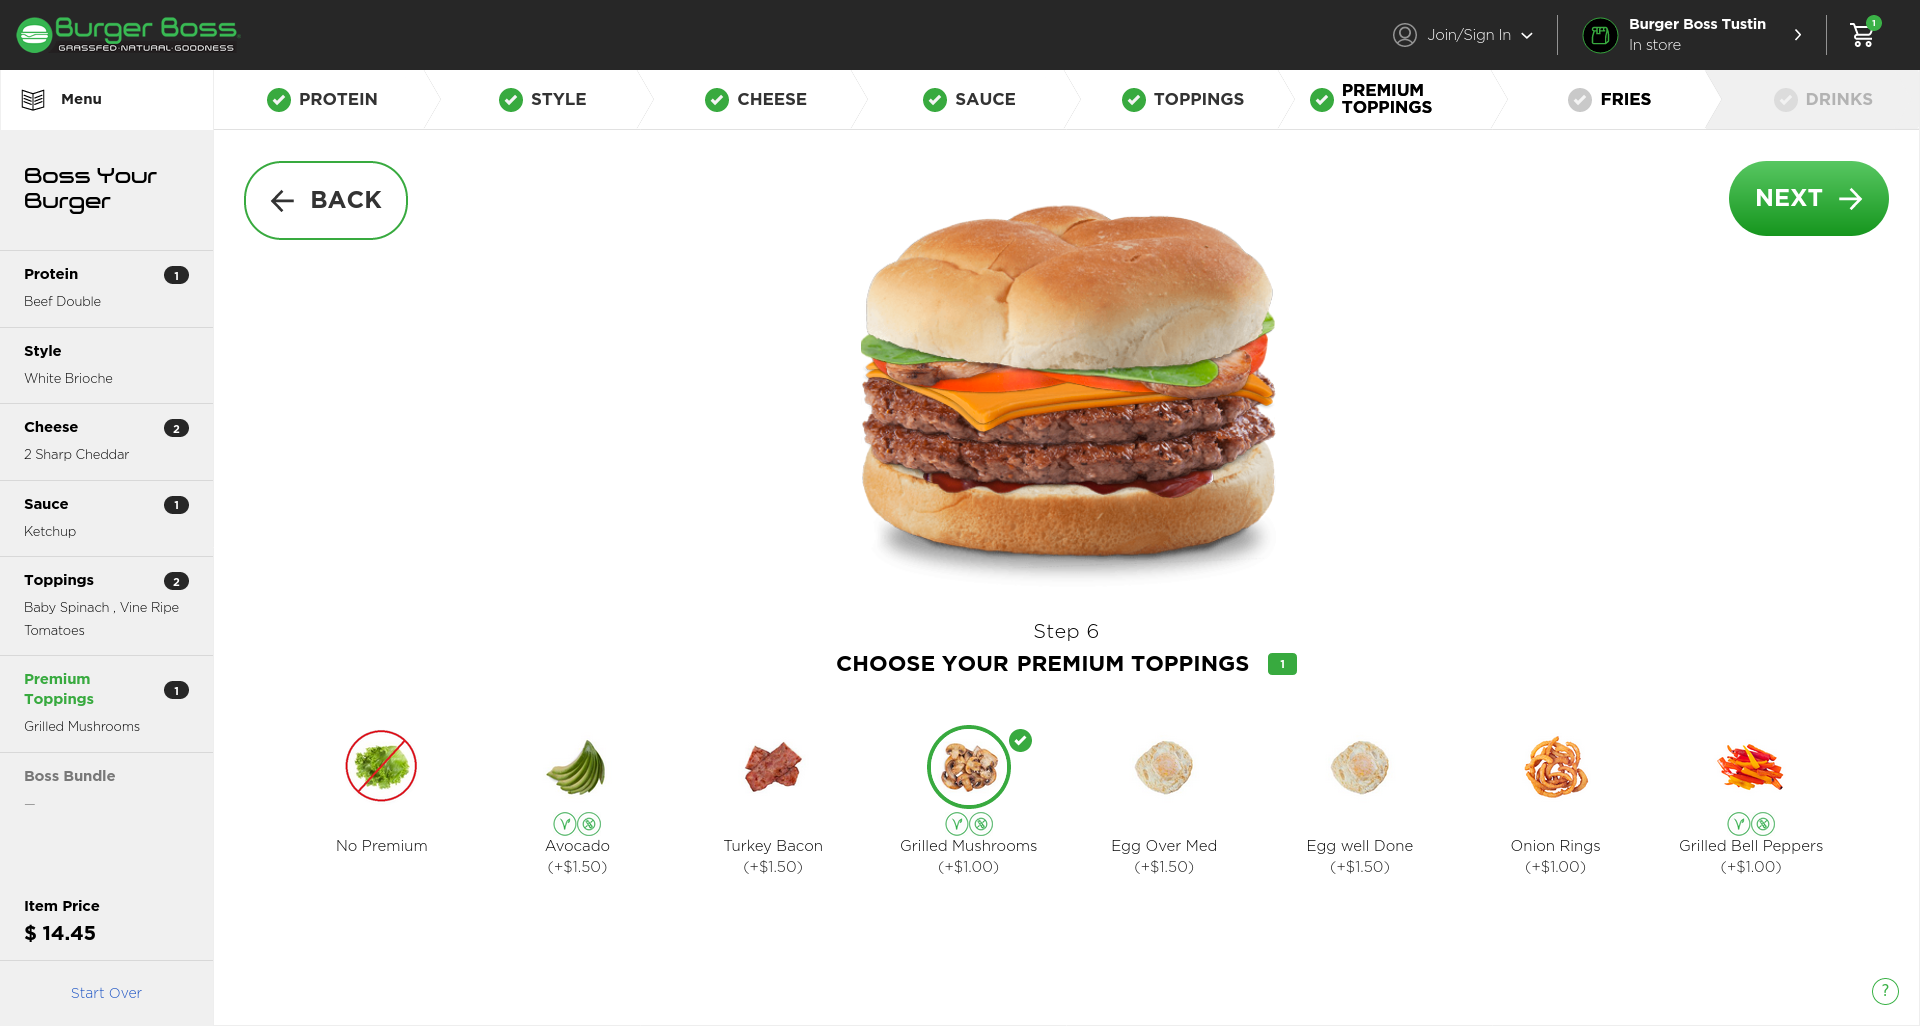 Burger Boss
GRASSFED·NATURAL·GOODNESS
Join/Sign In
Burger Boss Tustin
In store
1
Menu
PROTEIN
STYLE
CHEESE
SAUCE
TOPPINGS
PREMIUM
TOPPINGS
FRIES
DRINKS
Boss Your
Burger
Protein 1
Beef Double
Style
White Brioche
Cheese 2
2 Sharp Cheddar
Sauce 1
Ketchup
Toppings 2
Baby Spinach , Vine Ripe
Tomatoes
Premium
Toppings 1
Grilled Mushrooms
Boss Bundle
—
Item Price
$ 14.45
Start Over
BACK
NEXT
Step 6
CHOOSE YOUR PREMIUM TOPPINGS 1
No Premium
Avocado
(+$1.50)
Turkey Bacon
(+$1.50)
Grilled Mushrooms
(+$1.00)
Egg Over Med
(+$1.50)
Egg well Done
(+$1.50)
Onion Rings
(+$1.00)
Grilled Bell Peppers
(+$1.00)
?